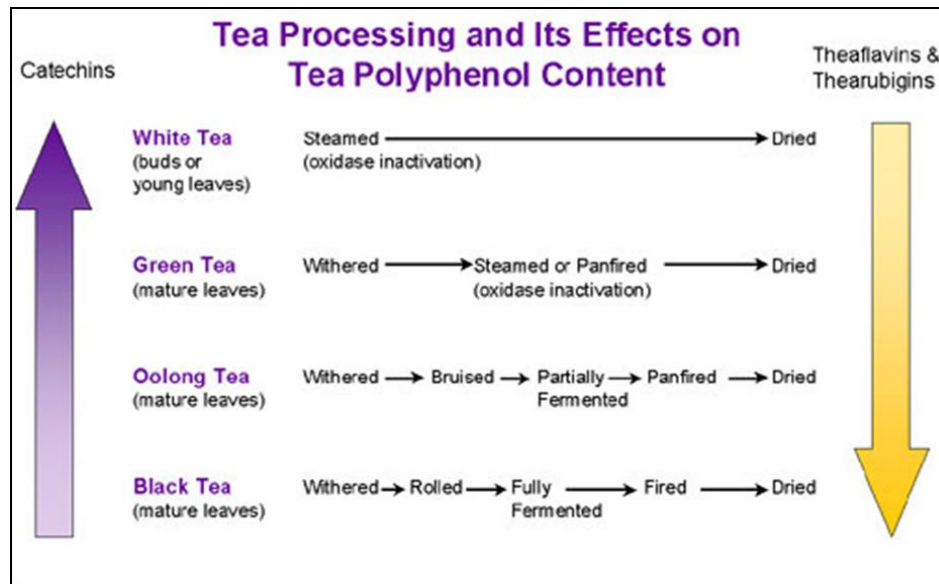 Tea Processing and Its Effects on
Tea Polyphenol Content
Catechins
Theaflavins &
Thearubigins
White Tea
(buds or
young leaves)
Steamed
(oxidase inactivation)
Dried
Green Tea
(mature leaves)
Withered
Steamed or Panfired
(oxidase inactivation)
Dried
Oolong Tea
(mature leaves)
Withered
Bruised
Partially
Fermented
Panfired
Dried
Black Tea
(mature leaves)
Withered
Rolled
Fully
Fermented
Fired
Dried